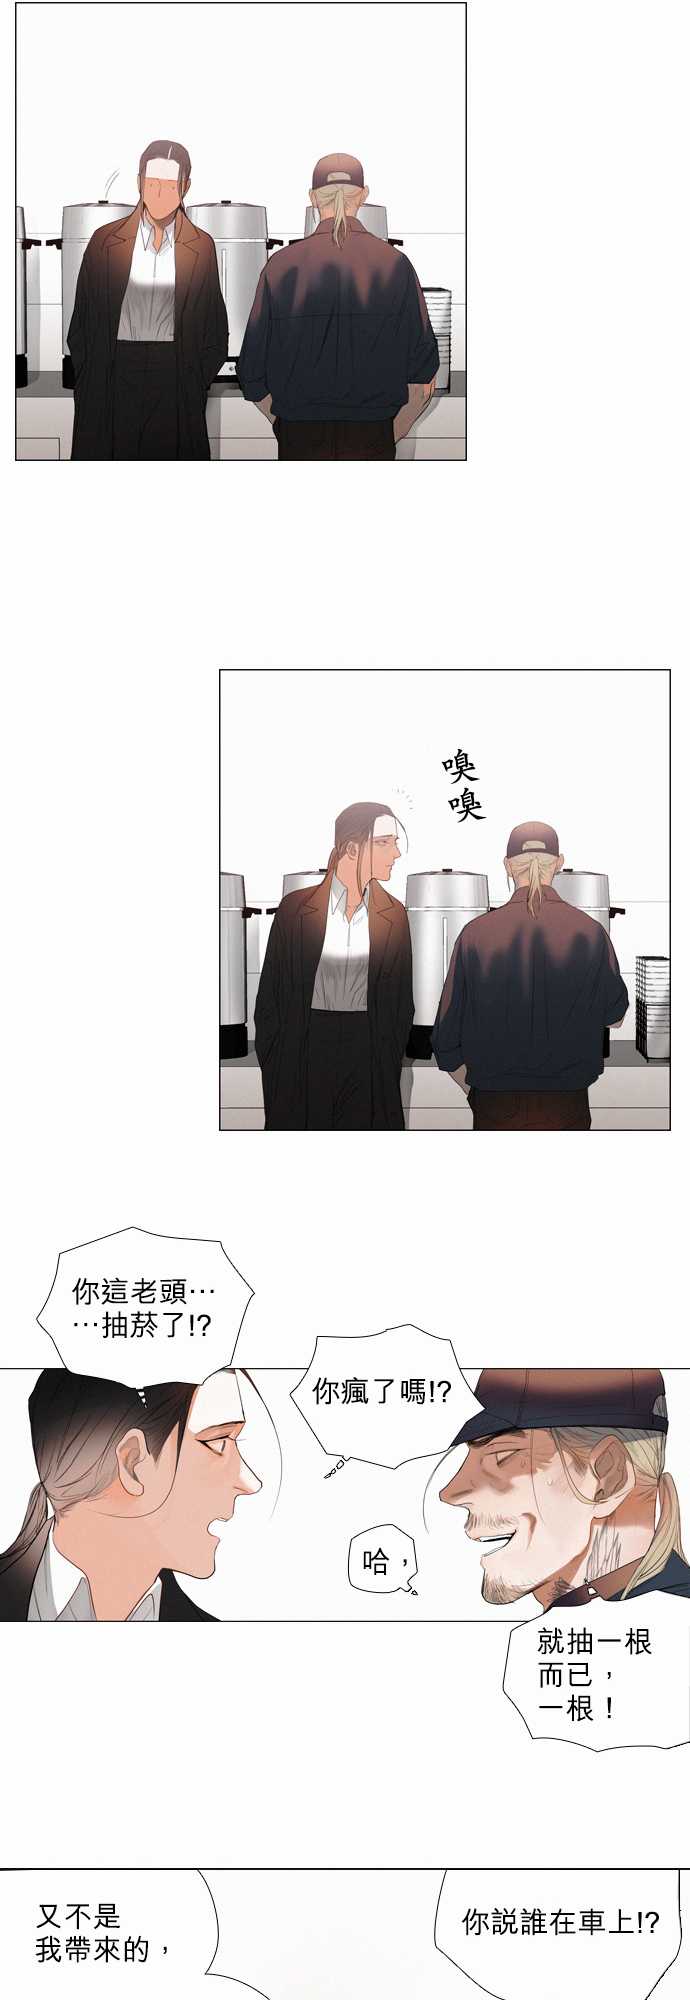 嗅
嗅
你這老頭⋯
⋯抽菸了!?
你瘋了嗎!?
哈，
就抽一根
而已，
一根！
又不是
我帶來的，
你説誰在車上!?